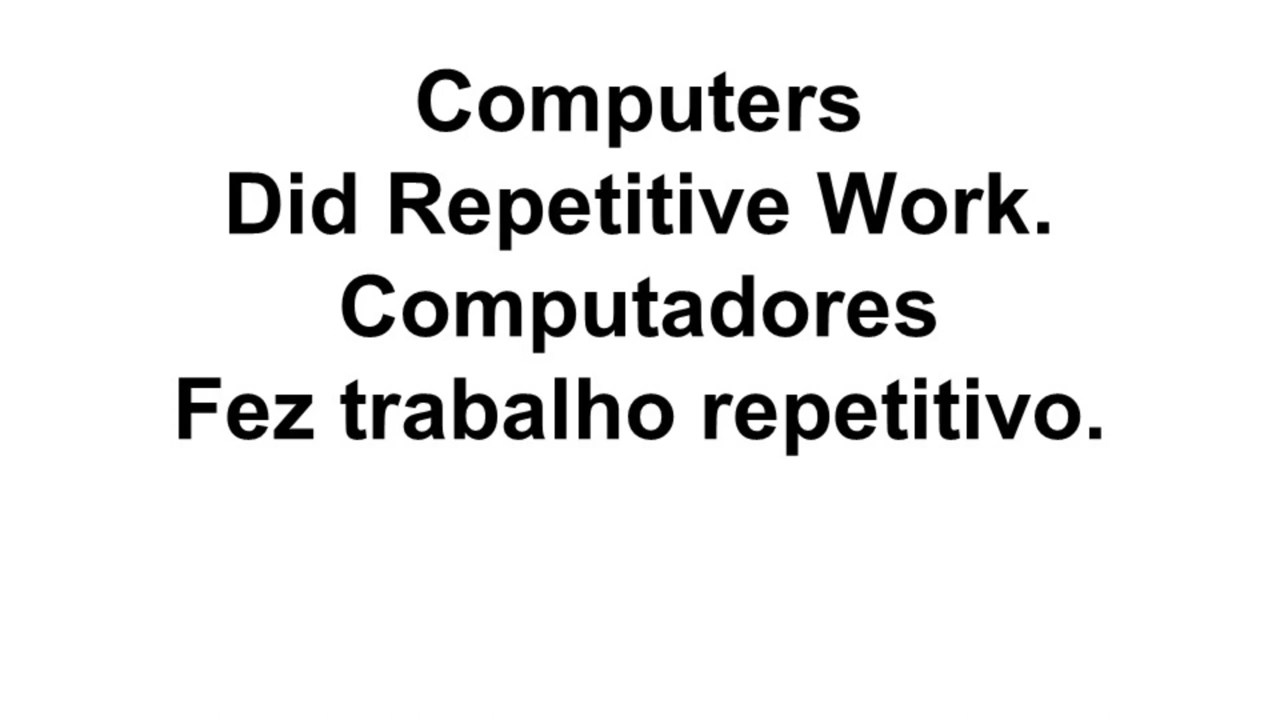 Computers
Did Repetitive Work.
Computadores
Fez trabalho repetitivo.